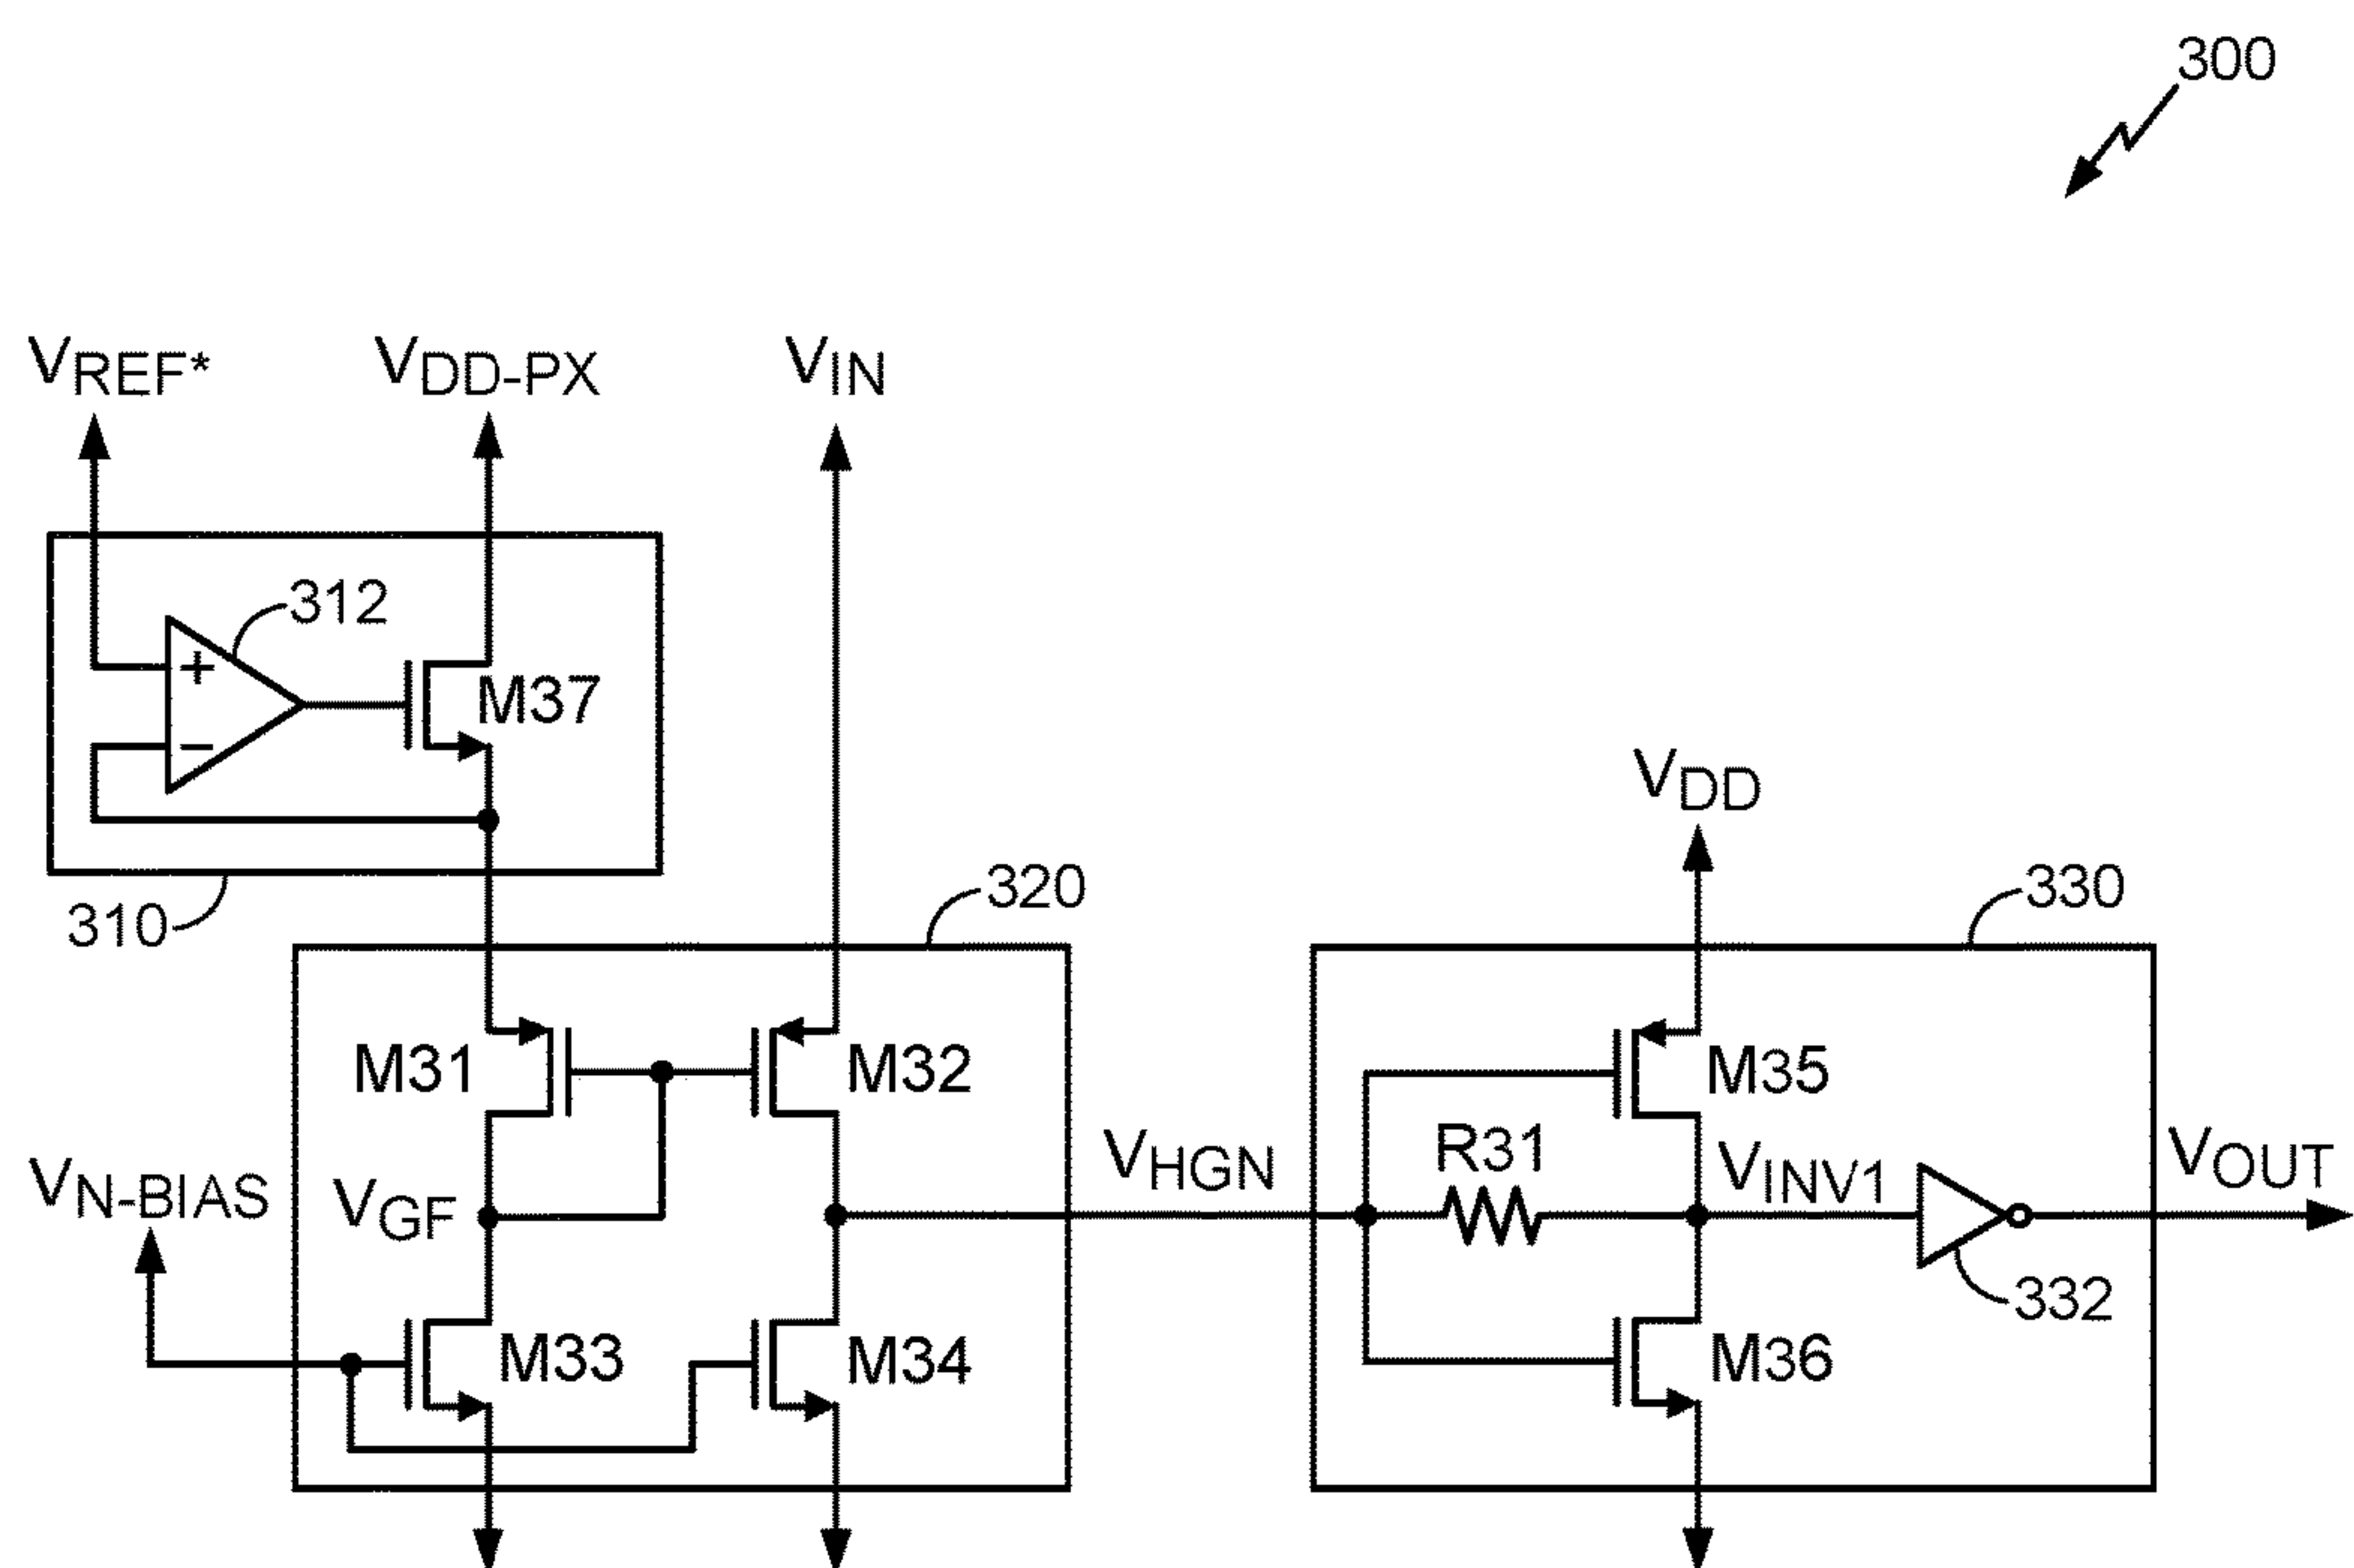 300
VREF* VDD-PX VIN
312
+
M37
−
VDD
310
320
330
M31 M32 M35
VN-BIAS VGF VHGN R31 VINV1 VOUT
332
M33 M34 M36